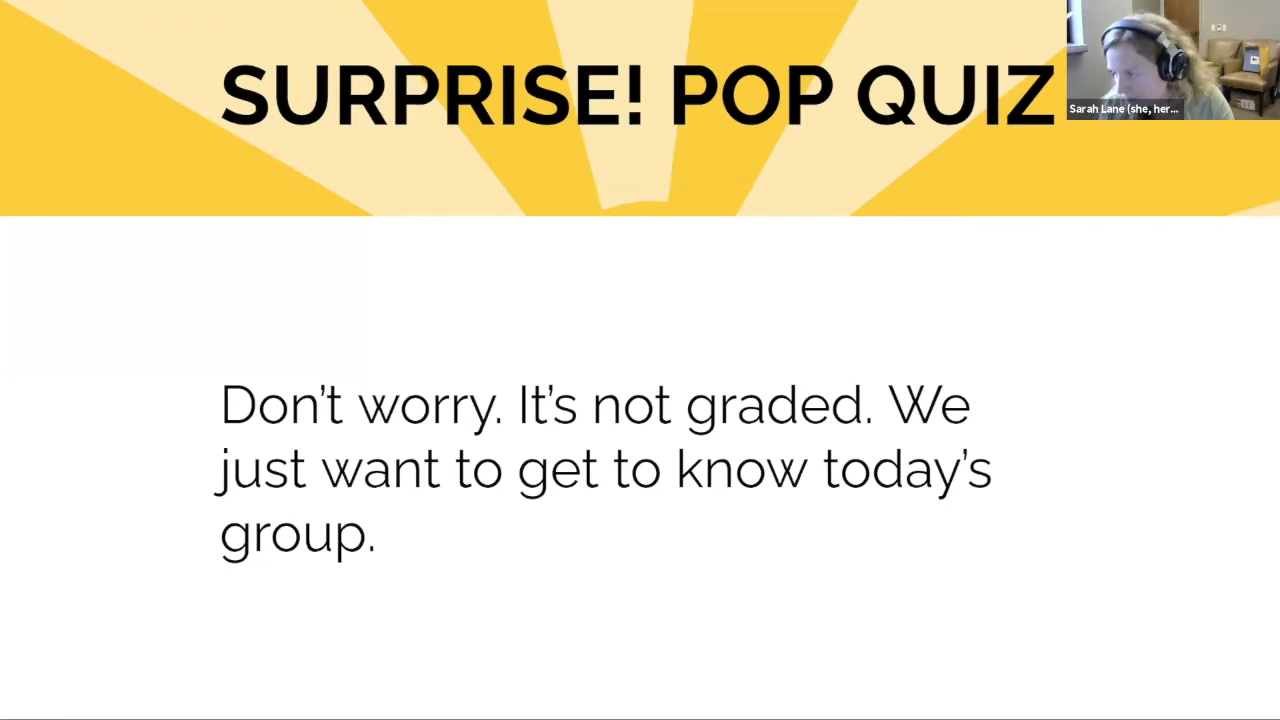 SURPRISE! POP QUIZ
Sarah Lane (she, her...
Don’t worry. It’s not graded. We
just want to get to know today’s
group.